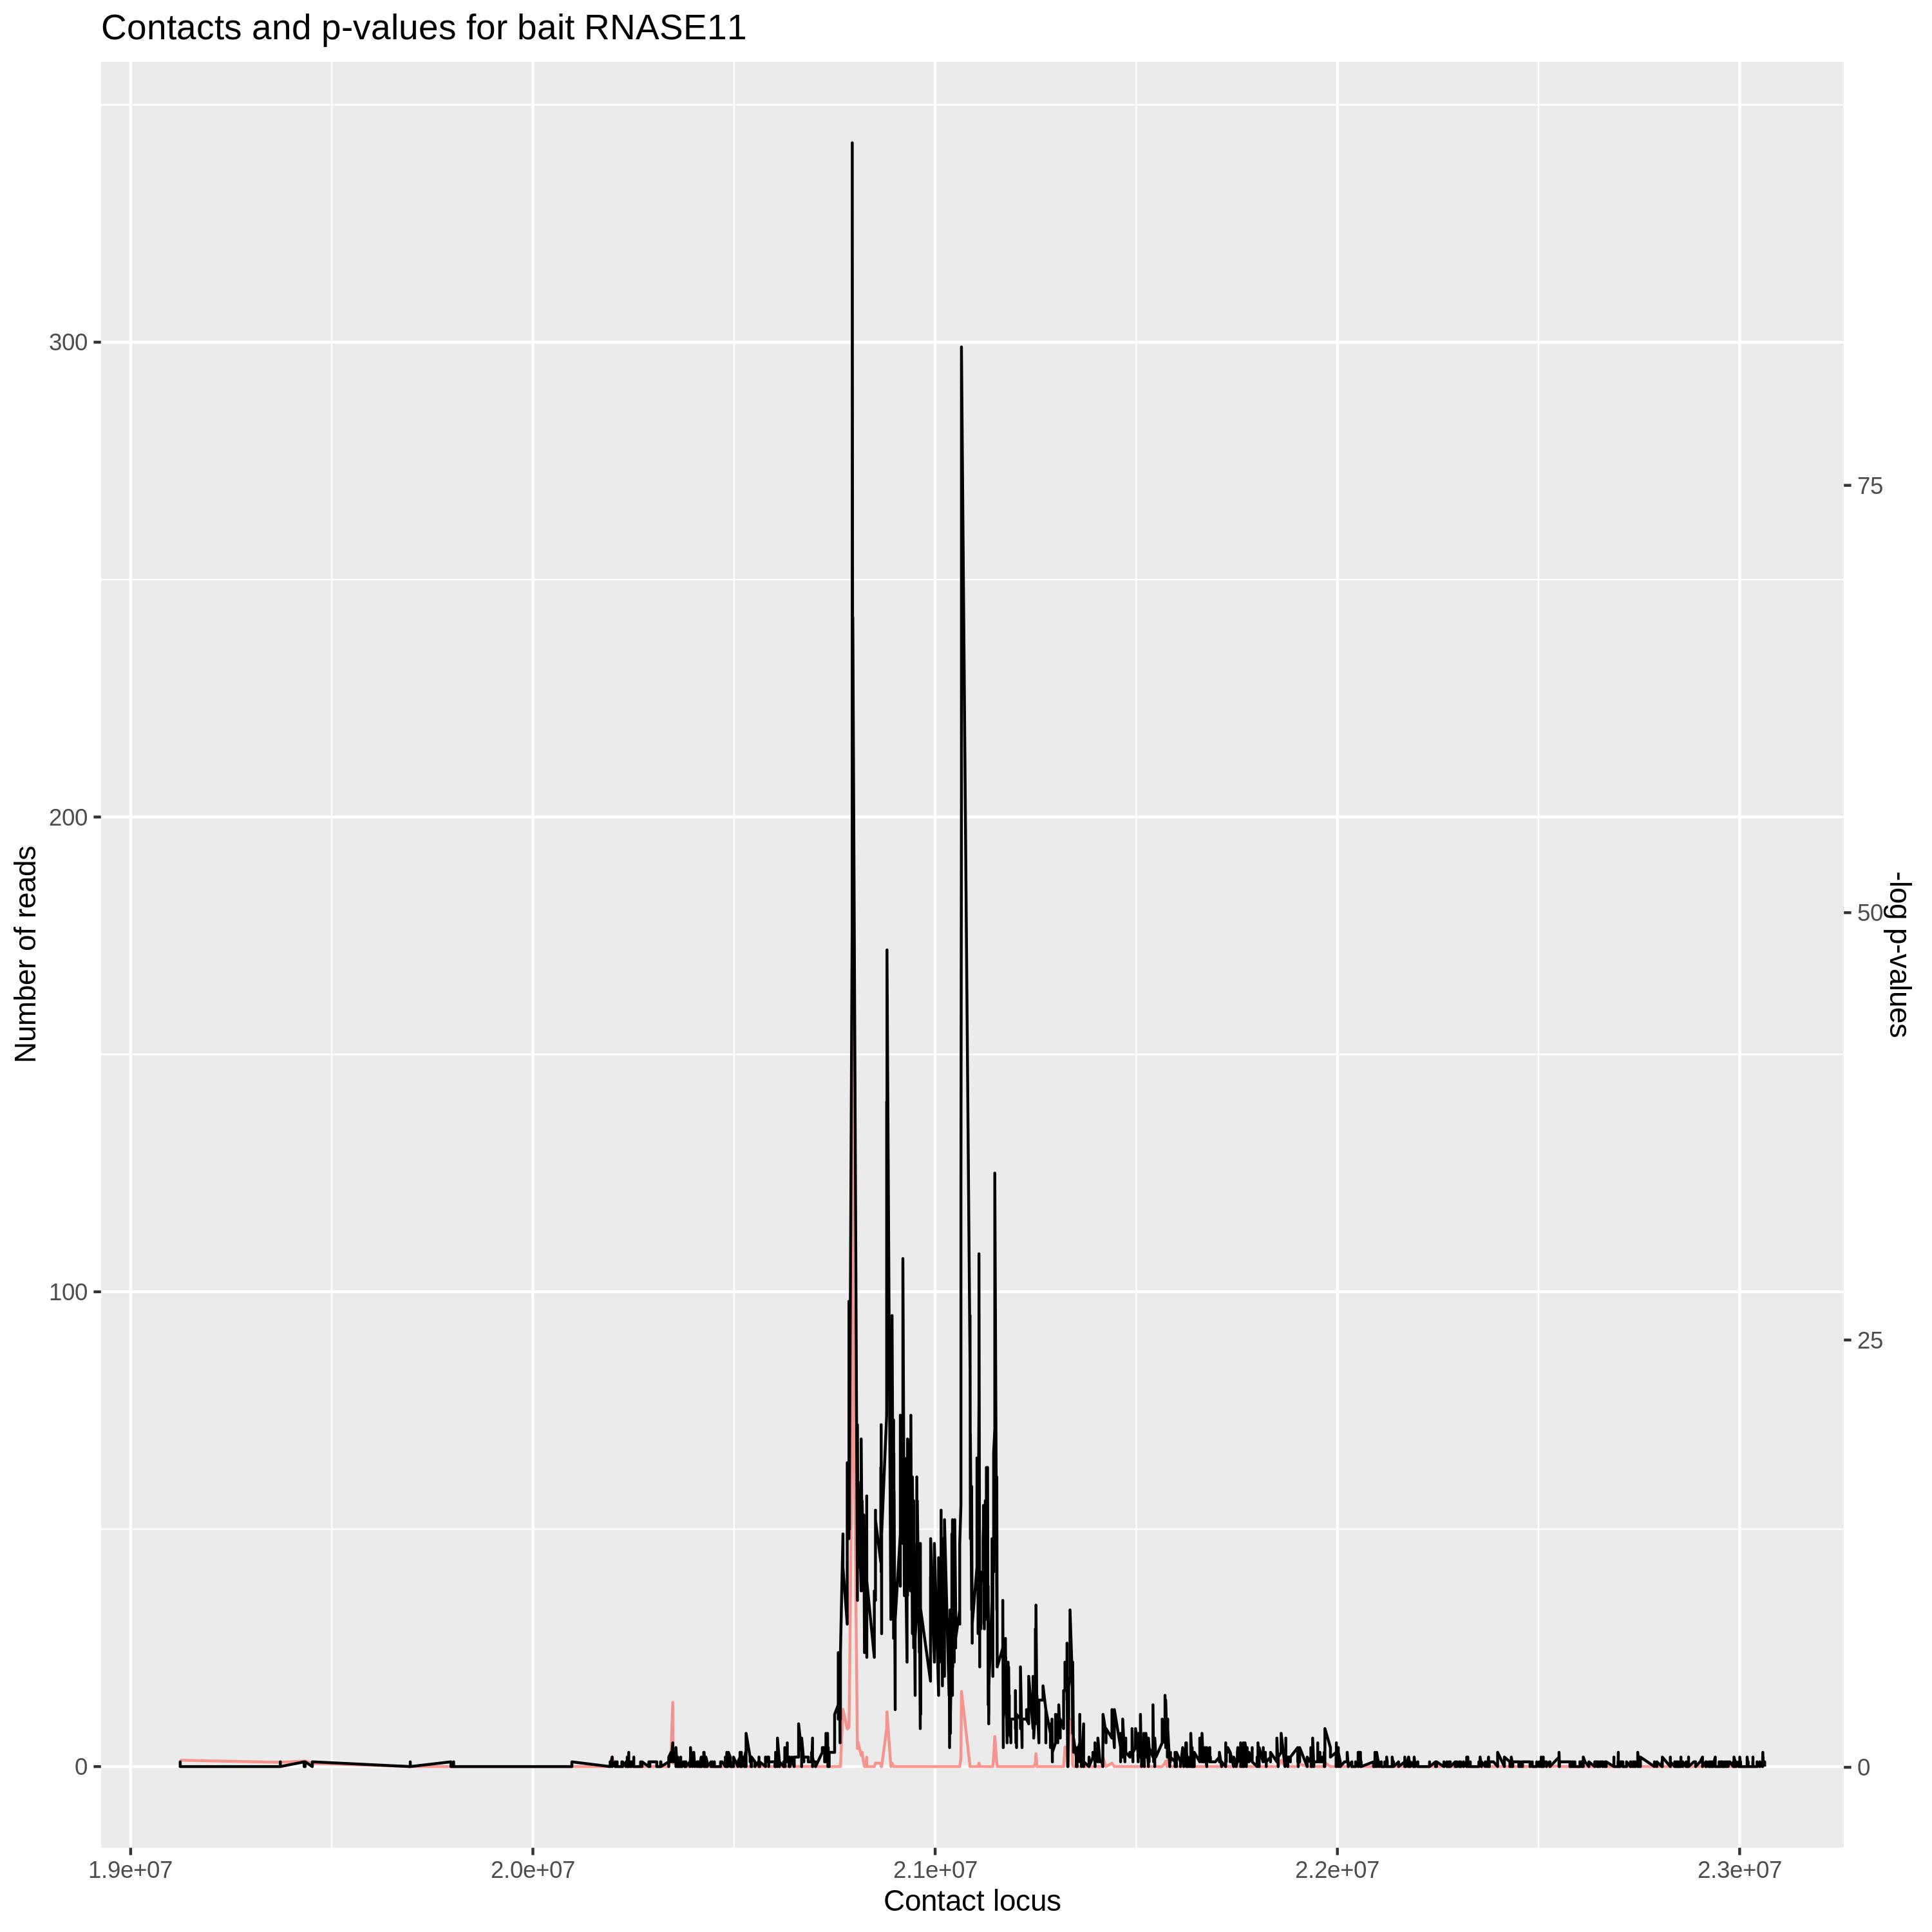 Contacts and p-values for bait RNASE11
Number of reads
300
200
100
0
75
50
25
0
-log p-values
1.9e+07
2.0e+07
2.1e+07
2.2e+07
2.3e+07
Contact locus